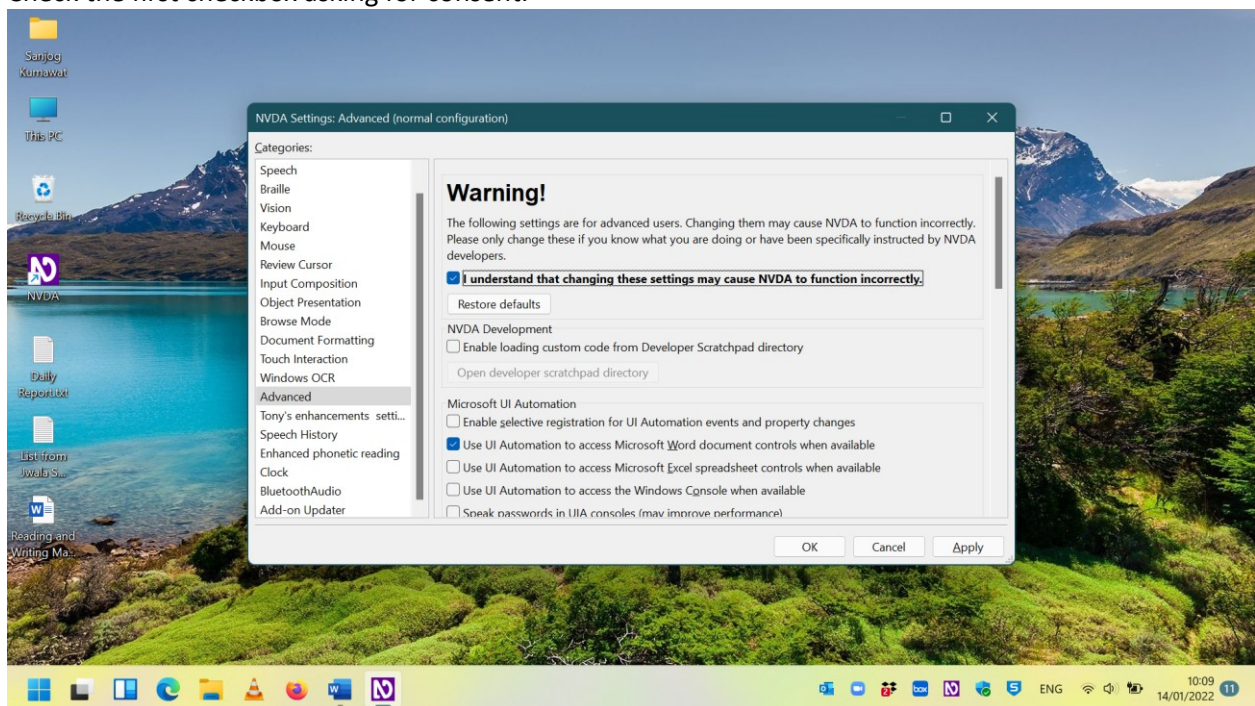 Check the first checkbox asking for consent.
Sanjog
Kumawat
This PC
Recycle Bin
NVDA
Daily
Report.txt
List from
Reading and
Writing Ma...
NVDA Settings: Advanced (normal configuration)
Categories:
Speech
Braille
Vision
Keyboard
Mouse
Review Cursor
Input Composition
Object Presentation
Browse Mode
Document Formatting
Touch Interaction
Windows OCR
Advanced
Tony's enhancements setti...
Speech History
Enhanced phonetic reading
Clock
BluetoothAudio
Add-on Updater
Warning!
The following settings are for advanced users. Changing them may cause NVDA to function incorrectly.
Please only change these if you know what you are doing or have been specifically instructed by NVDA
developers.
I understand that changing these settings may cause NVDA to function incorrectly.
Restore defaults
NVDA Development
Enable loading custom code from Developer Scratchpad directory
Open developer scratchpad directory
Microsoft UI Automation
Enable selective registration for UI Automation events and property changes
Use UI Automation to access Microsoft Word document controls when available
Use UI Automation to access Microsoft Excel spreadsheet controls when available
Use UI Automation to access the Windows Console when available
Speak passwords in UIA consoles (may improve performance)
OK Cancel Apply
box
ENG
10:09
14/01/2022
11